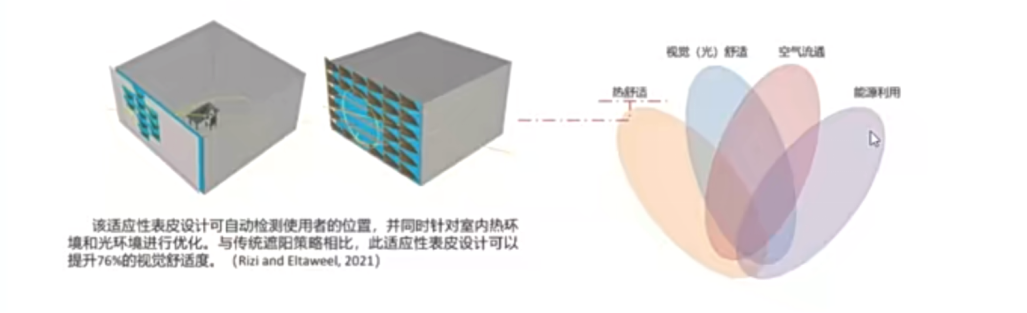 视觉（光）舒适
空气流通
热舒适
能源利用
该适应性表皮设计可自动检测使用者的位置，并同时针对室内热环
境和光环境进行优化。与传统遮阳策略相比，此适应性表皮设计可以
提升76%的视觉舒适度。（Rizi and Eltaweel, 2021）